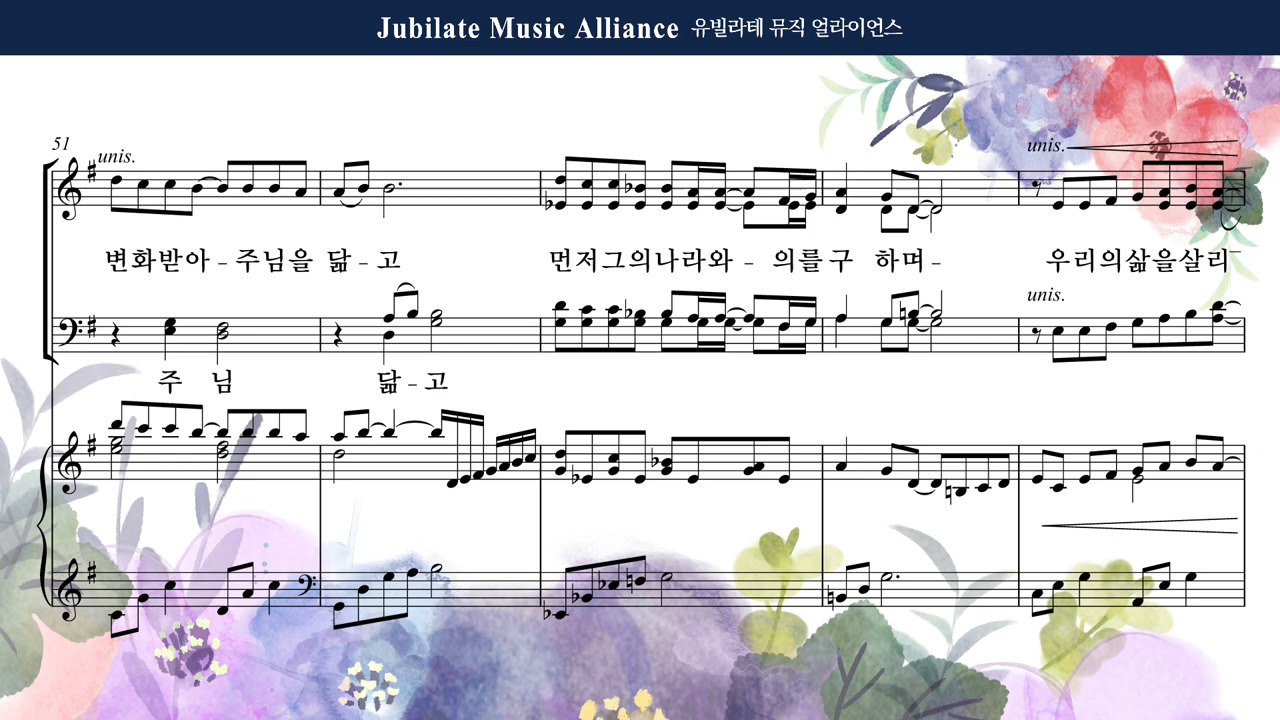 Jubilate Music Alliance 유빌라테 뮤직 얼라이언스
51
unis.
unis.
변화받아-주님을 닮-고 먼저그의나라와 - 의를구 하며- 우리의삶을살리
unis.
주 님 닮-고